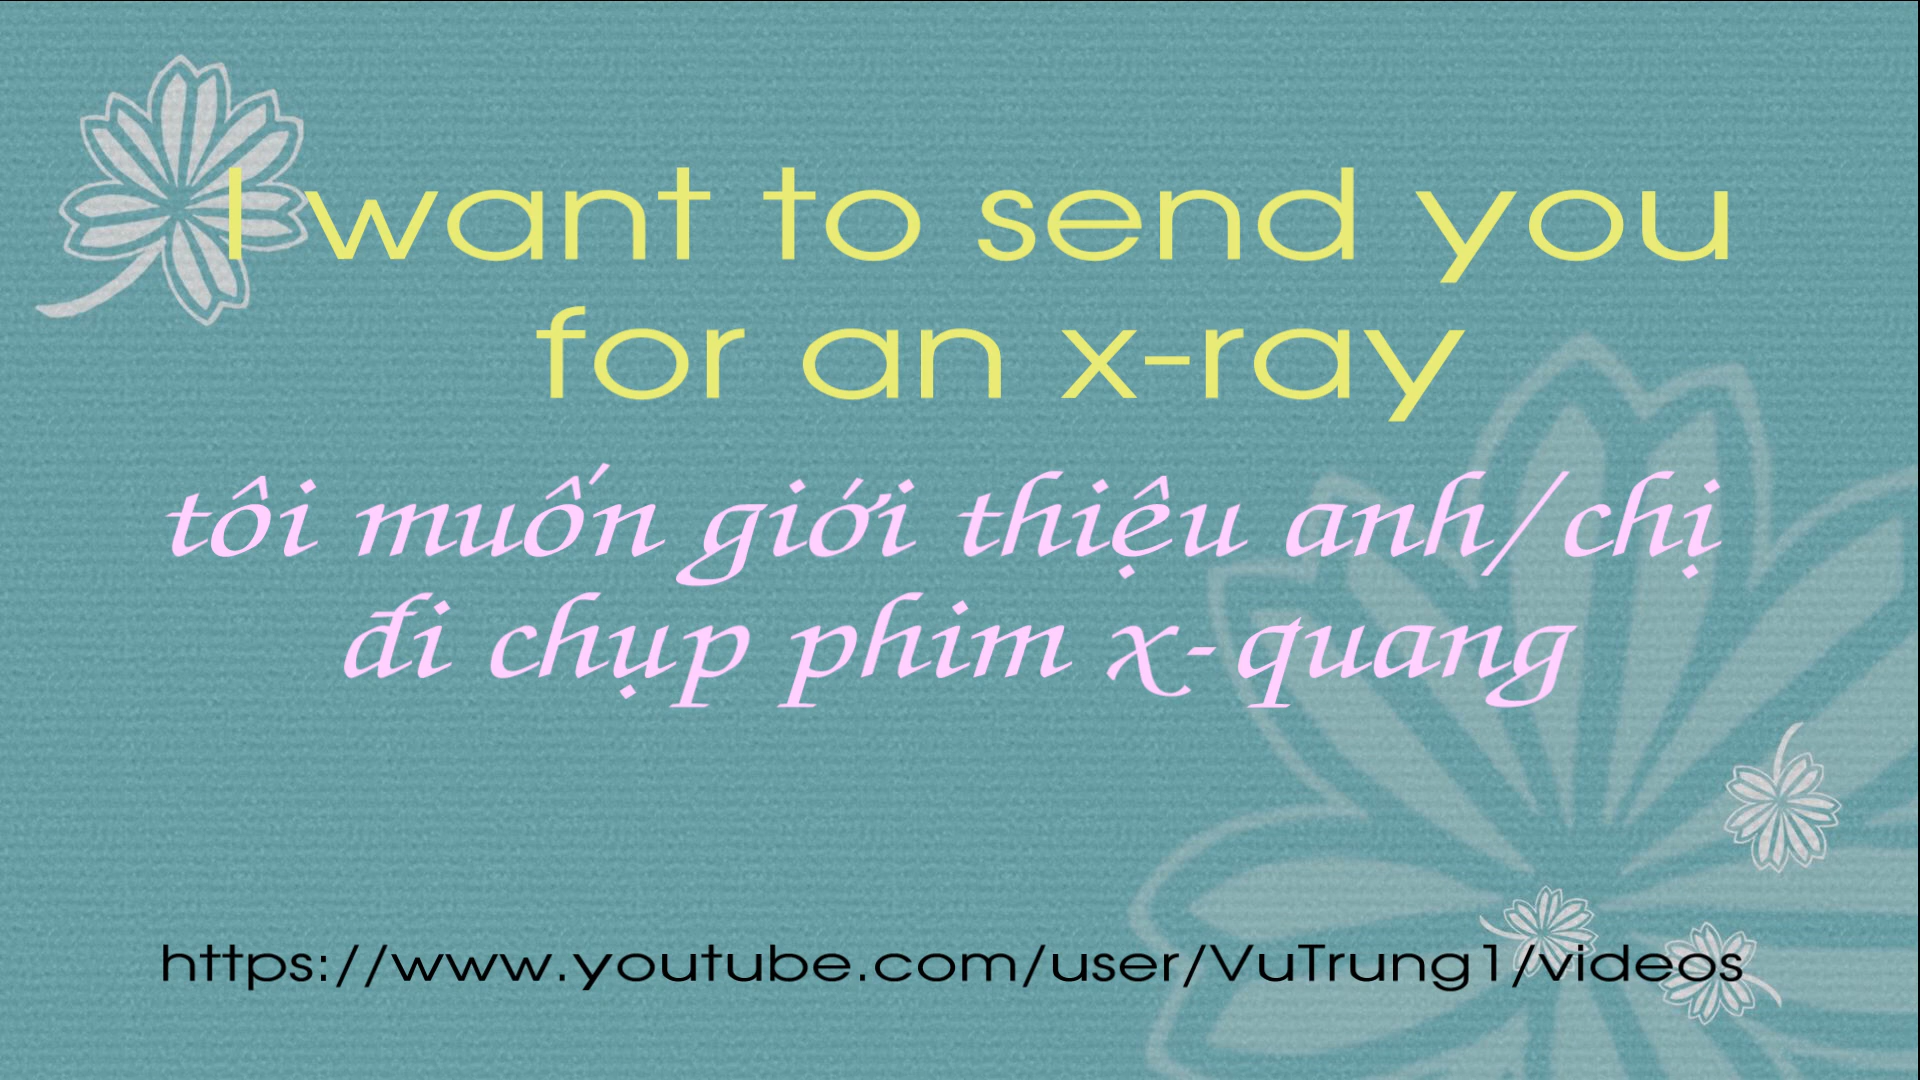 I want to send you
for an x-ray
tôi muốn giới thiệu anh/chị
đi chụp phim x-quang
https://www.youtube.com/user/VuTrung1/videos